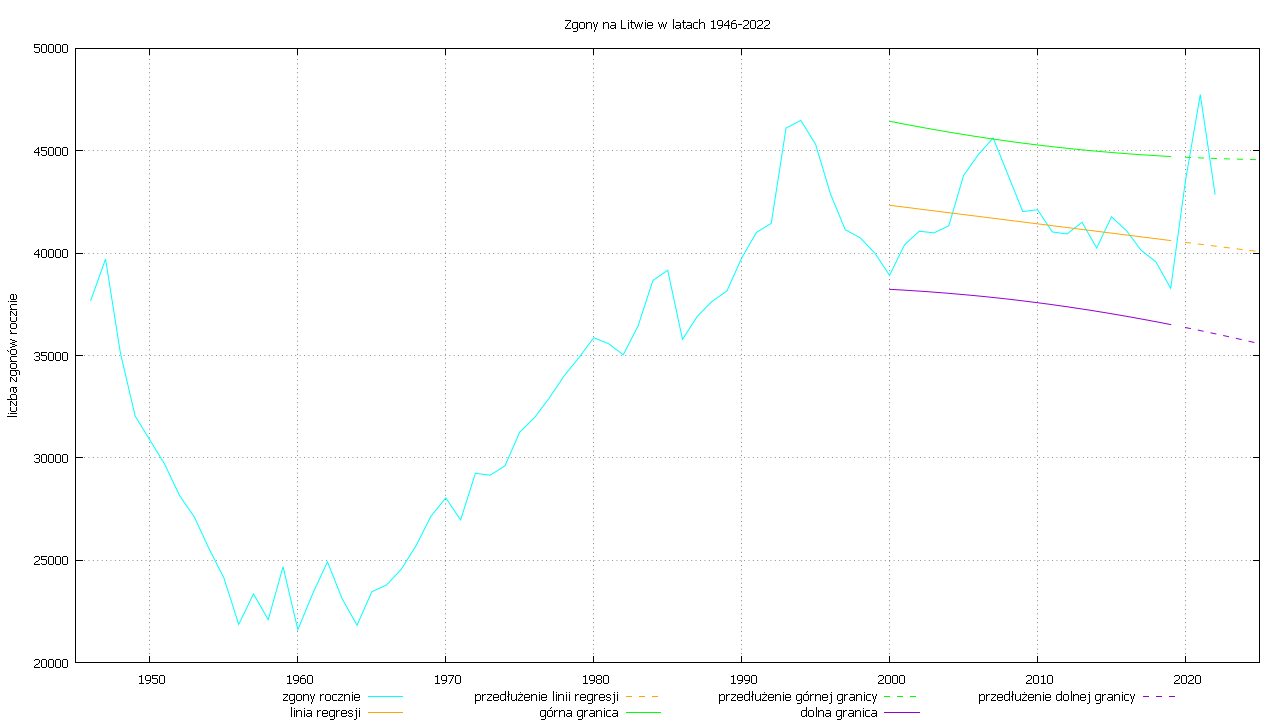 Zgony na Litwie w latach 1946-2022
50000
45000
40000
35000
30000
25000
20000
liczba zgonów rocznie
1950 1960 1970 1980 1990 2000 2010 2020
zgony rocznie przedłużenie linii regresji przedłużenie górnej granicy przedłużenie dolnej granicy
linia regresji górna granica dolna granica